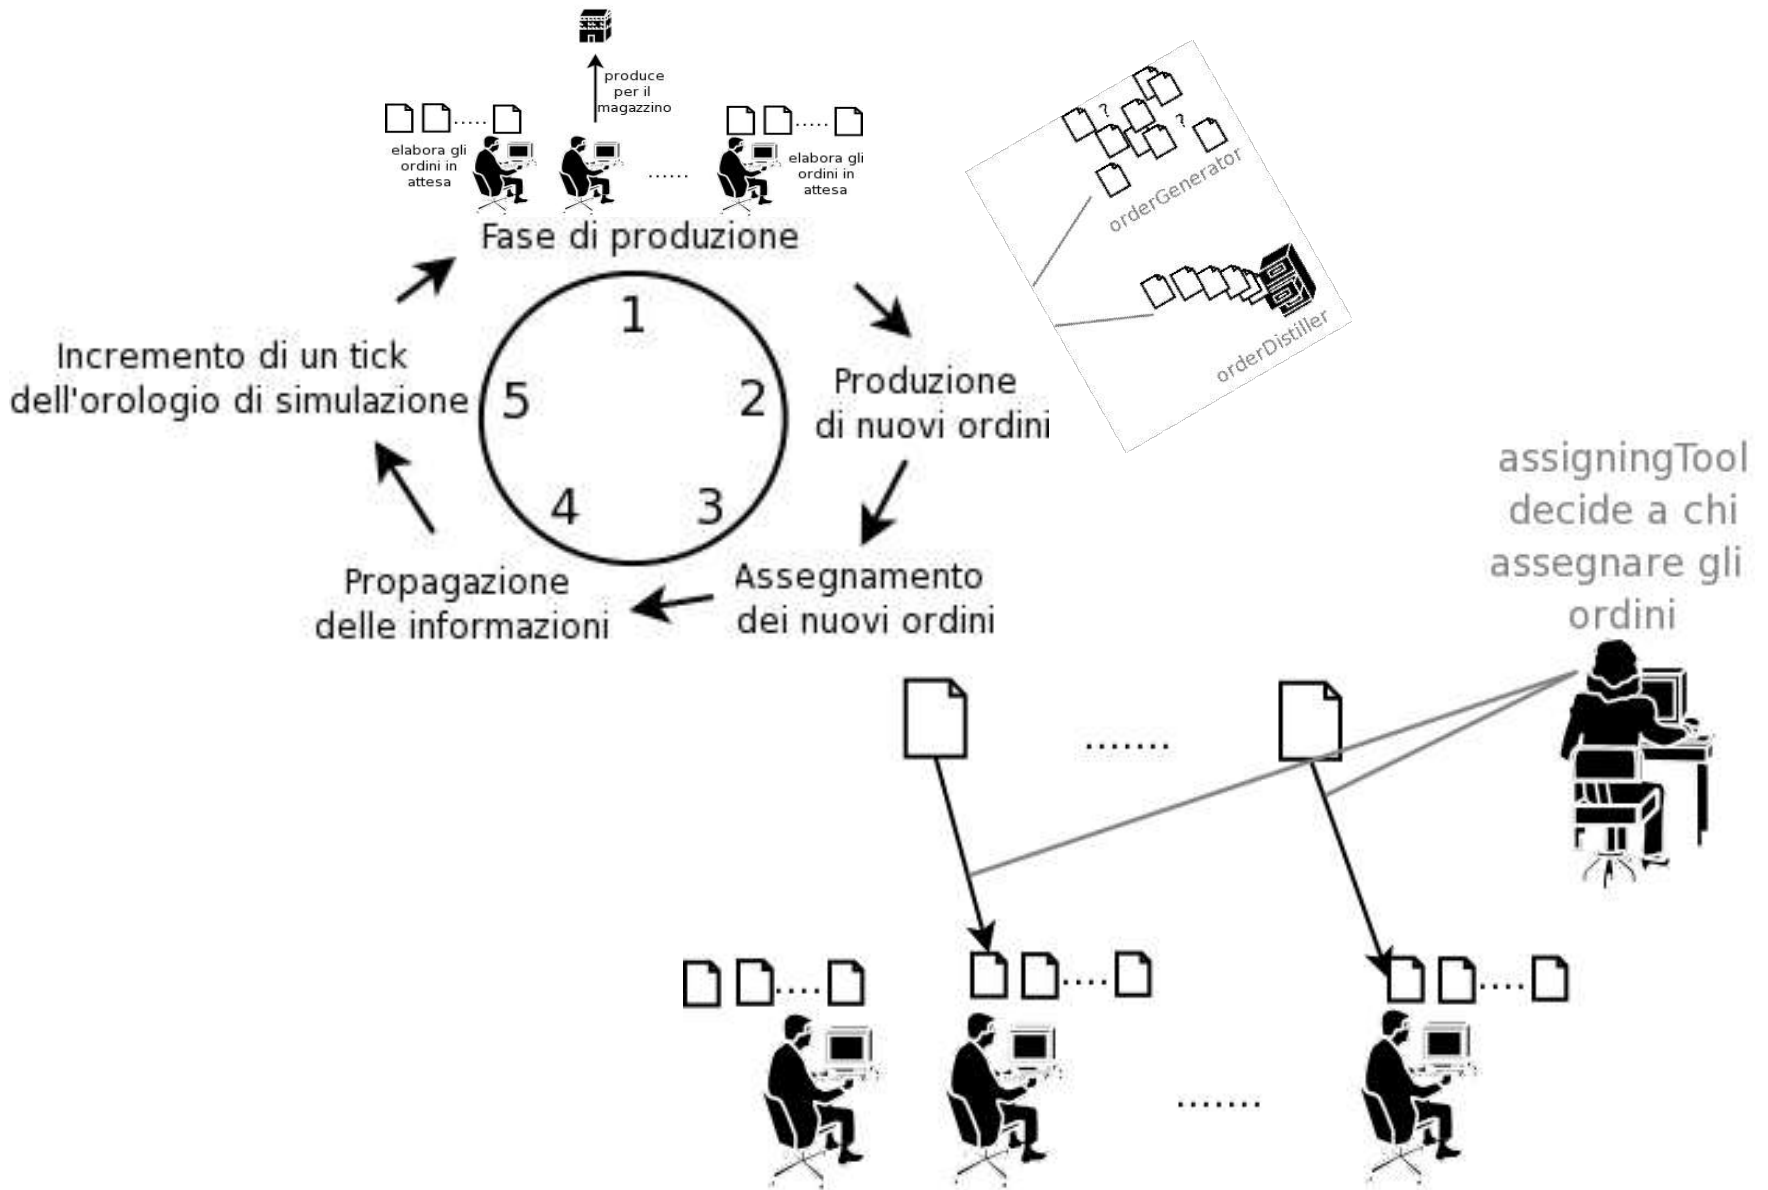 produce
per il
magazzino
elabora gli
ordini in
attesa
elabora gli
ordini in
attesa
Fase di produzione
1
2
3
4
5
Produzione
di nuovi ordini
Assegnamento
dei nuovi ordini
Propagazione
delle informazioni
Incremento di un tick
dell'orologio di simulazione
? ?
orderGenerator
orderDistiller
assigningTool
decide a chi
assegnare gli
ordini